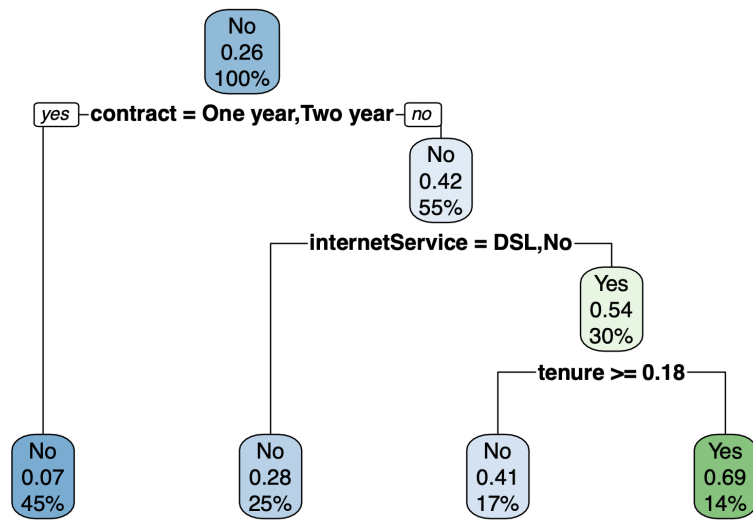 No
0.26
100%
yes contract = One year,Two year no
No
0.42
55%
internetService = DSL,No
Yes
0.54
30%
tenure >= 0.18
No
0.07
45%
No
0.28
25%
No
0.41
17%
Yes
0.69
14%